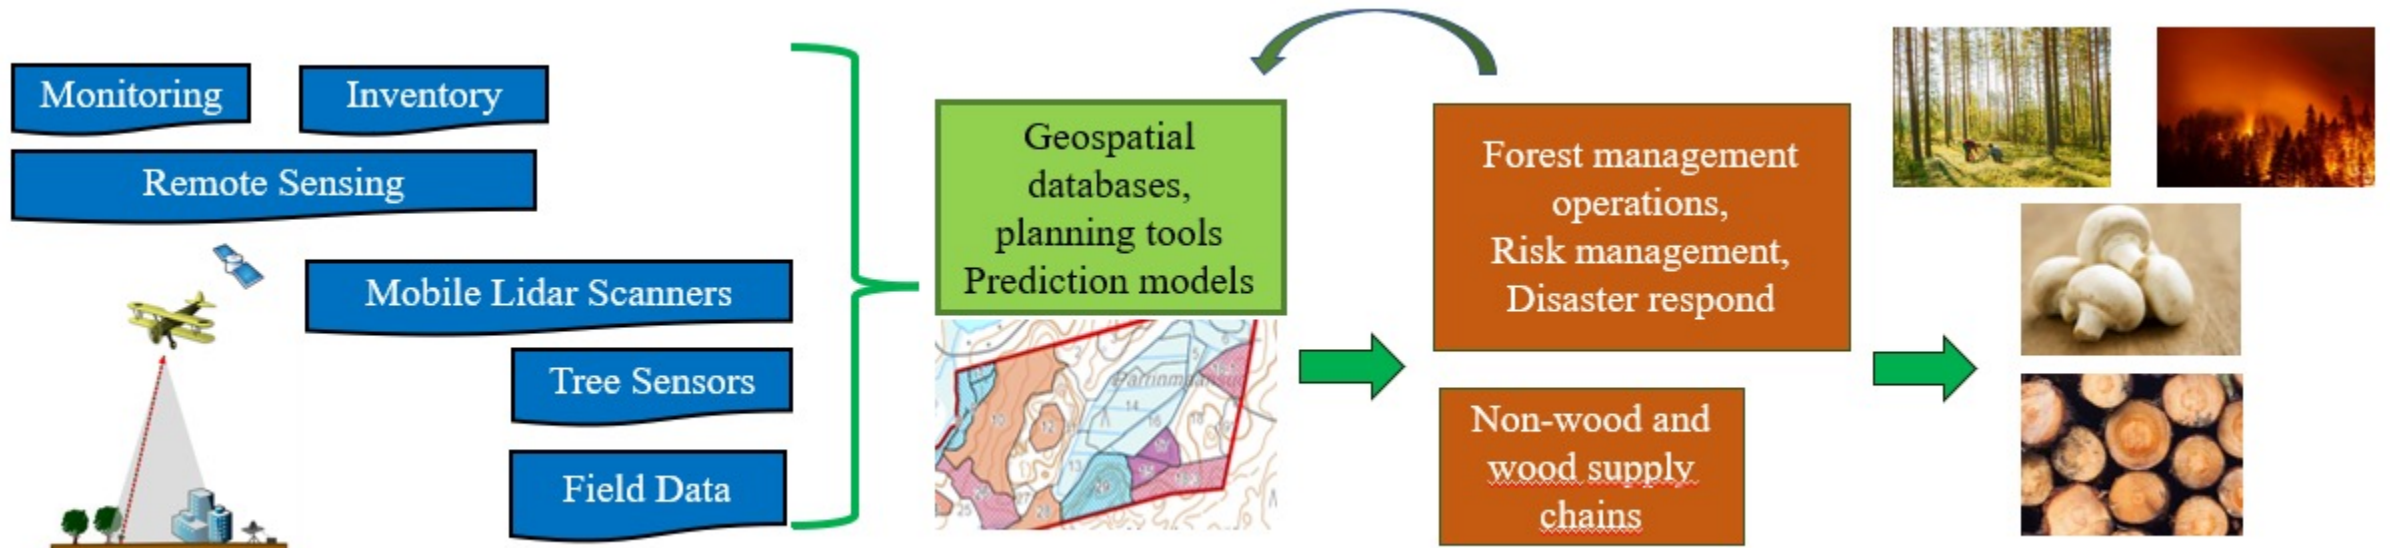 Monitoring
Inventory
Remote Sensing
Mobile Lidar Scanners
Tree Sensors
Field Data
Geospatial
databases,
planning tools
Prediction models
Forest management
operations,
Risk management,
Disaster respond
Non-wood and
wood supply
chains